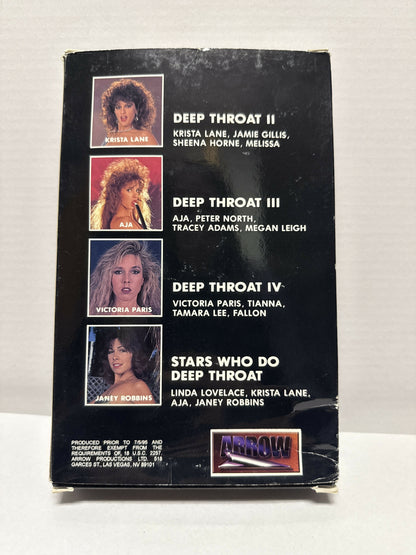 KRISTA LANE
DEEP THROAT II
KRISTA LANE, JAMIE GILLIS,
SHEENA HORNE, MELISSA
AJA
DEEP THROAT III
AJA, PETER NORTH,
TRACEY ADAMS, MEGAN LEIGH
VICTORIA PARIS
DEEP THROAT IV
VICTORIA PARIS, TIANNA,
TAMARA LEE, FALLON
JANEY ROBBINS
STARS WHO DO
DEEP THROAT
LINDA LOVELACE, KRISTA LANE,
AJA, JANEY ROBBINS
PRODUCED PRIOR TO 7/5/95 AND
THEREFORE EXEMPT FROM THE
REQUIREMENTS OF, 18 U.S.C. 2257.
ARROW PRODUCTIONS LTD. 918
GARCES ST., LAS VEGAS, NV 89101
ARROW